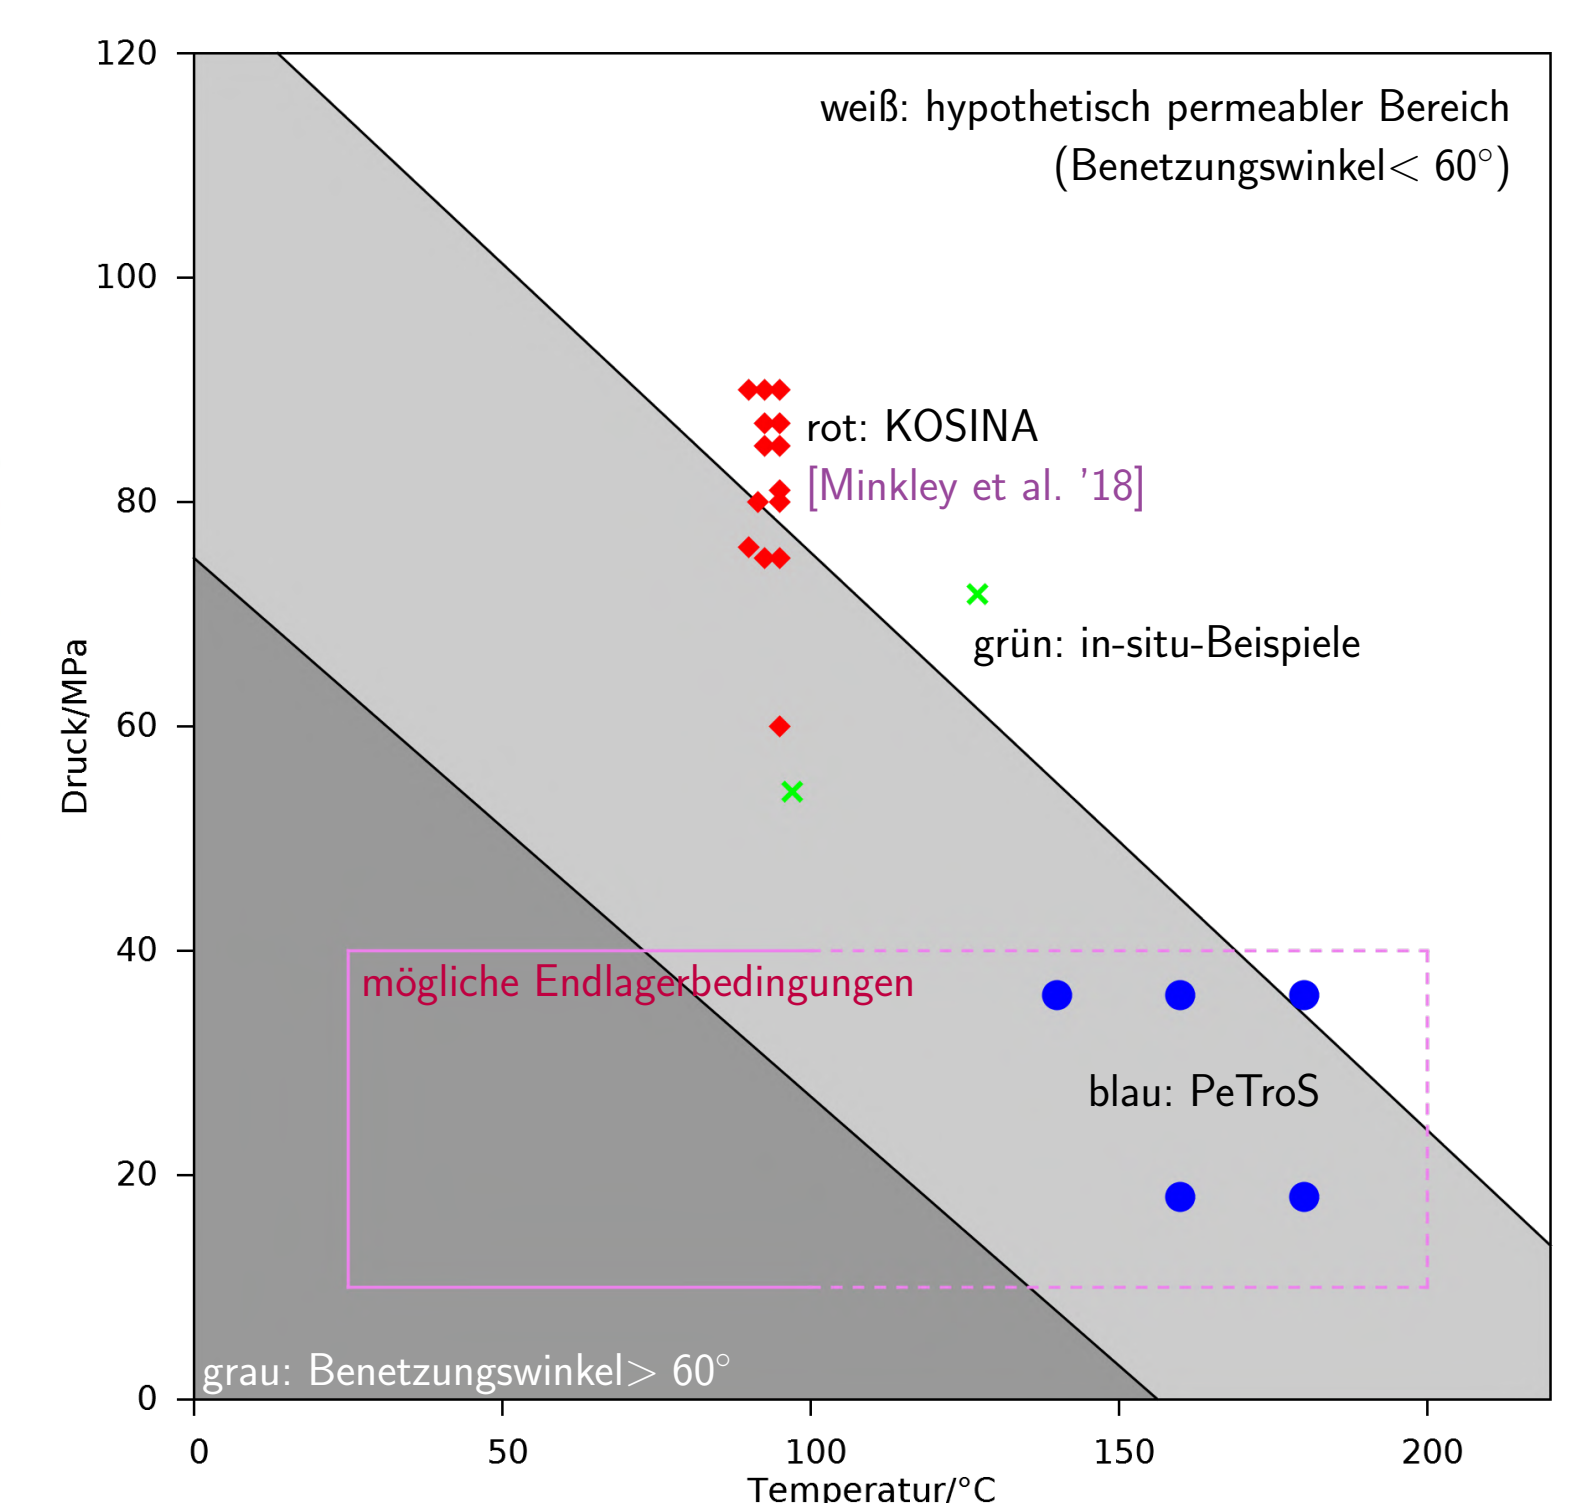 120
weiß: hypothetisch permeabler Bereich
(Benetzungswinkel< 60°)
100
rot: KOSINA
[Minkley et al. '18]
80
grün: in-situ-Beispiele
60
Druck/MPa
40
mögliche Endlagerbedingungen
blau: PeTroS
20
grau: Benetzungswinkel> 60°
0
0 50 100 150 200
Temperatur/°C